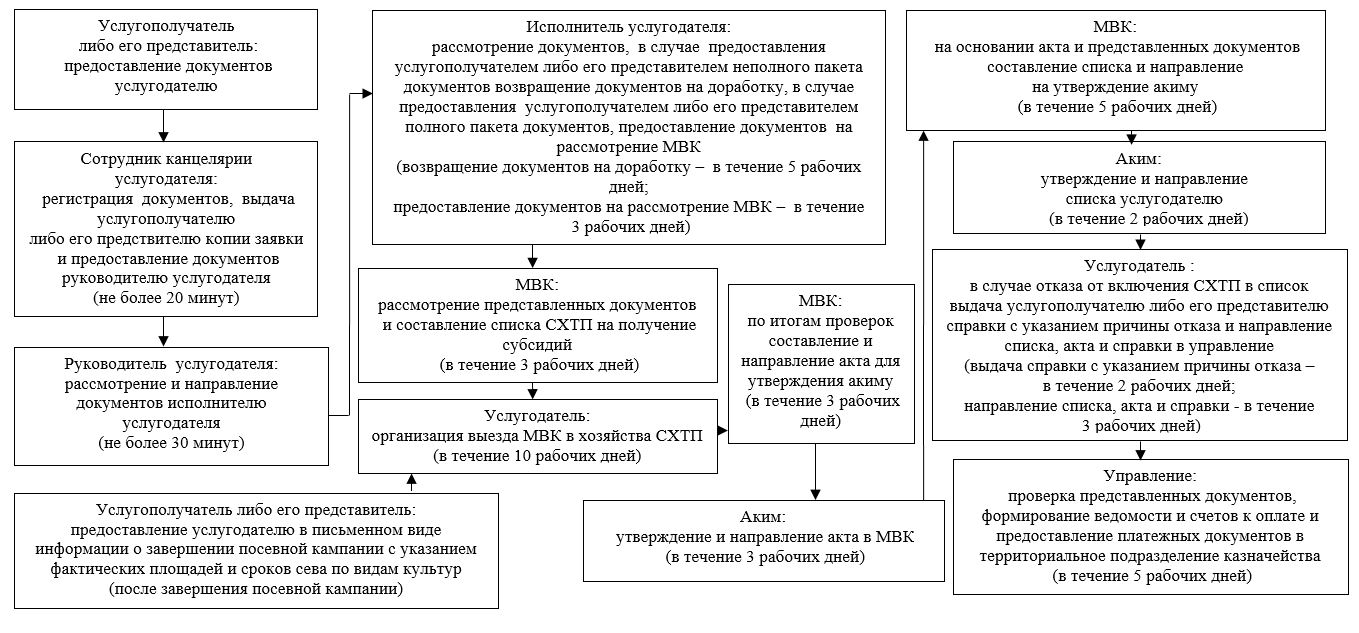 Услугополучатель
либо его представитель:
предоставление документов
услугодателю
Сотрудник канцелярии
услугодателя:
регистрация документов, выдача
услугополучателю
либо его предствителю копии заявки
и предоставление документов
руководителю услугодателя
(не более 20 минут)
Руководитель услугодателя:
рассмотрение и направление
документов исполнителю
услугодателя
(не более 30 минут)
Исполнитель услугодателя:
рассмотрение документов, в случае предоставления
услугополучателем либо его представителем неполного пакета
документов возвращение документов на доработку, в случае
предоставления услугополучателем либо его представителем
полного пакета документов, предоставление документов на
рассмотрение МВК
(возвращение документов на доработку – в течение 5 рабочих
дней;
предоставление документов на рассмотрение МВК – в течение
3 рабочих дней)
МВК:
рассмотрение представленных документов
и составление списка СХТП на получение
субсидий
(в течение 3 рабочих дней)
Услугодатель:
организация выезда МВК в хозяйства СХТП
(в течение 10 рабочих дней)
Услугополучатель либо его представитель:
предоставление услугодателю в письменном виде
информации о завершении посевной кампании с указанием
фактических площадей и сроков сева по видам культур
(после завершения посевной кампании)
МВК:
по итогам проверок
составление и
направление акта для
утверждения акиму
(в течение 3 рабочих
дней)
Аким:
утверждение и направление акта в МВК
(в течение 3 рабочих дней)
МВК:
на основании акта и представленных документов
составление списка и направление
на утверждение акиму
(в течение 5 рабочих дней)
Аким:
утверждение и направление
списка услугодателю
(в течение 2 рабочих дней)
Услугодатель :
в случае отказа от включения СХТП в список
выдача услугополучателю либо его представителю
справки с указанием причины отказа и направление
списка, акта и справки в управление
(выдача справки с указанием причины отказа –
в течение 2 рабочих дней;
направление списка, акта и справки - в течение
3 рабочих дней)
Управление:
проверка представленных документов,
формирование ведомости и счетов к оплате и
предоставление платежных документов в
территориальное подразделение казначейства
(в течение 5 рабочих дней)